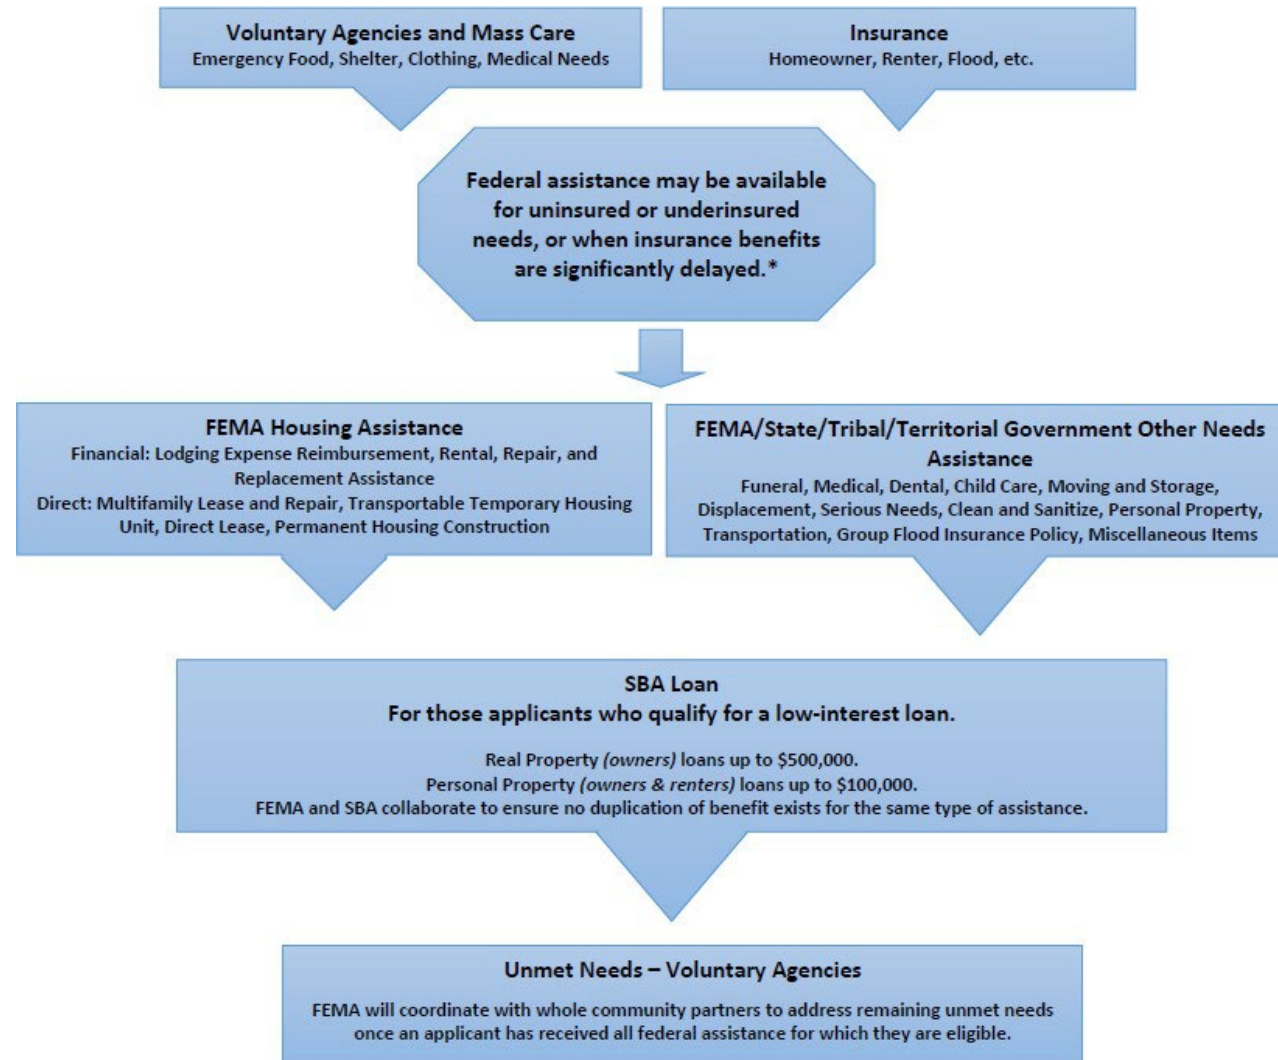 Voluntary Agencies and Mass Care
Emergency Food, Shelter, Clothing, Medical Needs
Insurance
Homeowner, Renter, Flood, etc.
Federal assistance may be available
for uninsured or underinsured
needs, or when insurance benefits
are significantly delayed.*
FEMA Housing Assistance
Financial: Lodging Expense Reimbursement, Rental, Repair, and
Replacement Assistance
Direct: Multifamily Lease and Repair, Transportable Temporary Housing
Unit, Direct Lease, Permanent Housing Construction
FEMA/State/Tribal/Territorial Government Other Needs
Assistance
Funeral, Medical, Dental, Child Care, Moving and Storage,
Displacement, Serious Needs, Clean and Sanitize, Personal Property,
Transportation, Group Flood Insurance Policy, Miscellaneous Items
SBA Loan
For those applicants who qualify for a low-interest loan.
Real Property (owners) loans up to $500,000.
Personal Property (owners & renters) loans up to $100,000.
FEMA and SBA collaborate to ensure no duplication of benefit exists for the same type of assistance.
Unmet Needs – Voluntary Agencies
FEMA will coordinate with whole community partners to address remaining unmet needs
once an applicant has received all federal assistance for which they are eligible.